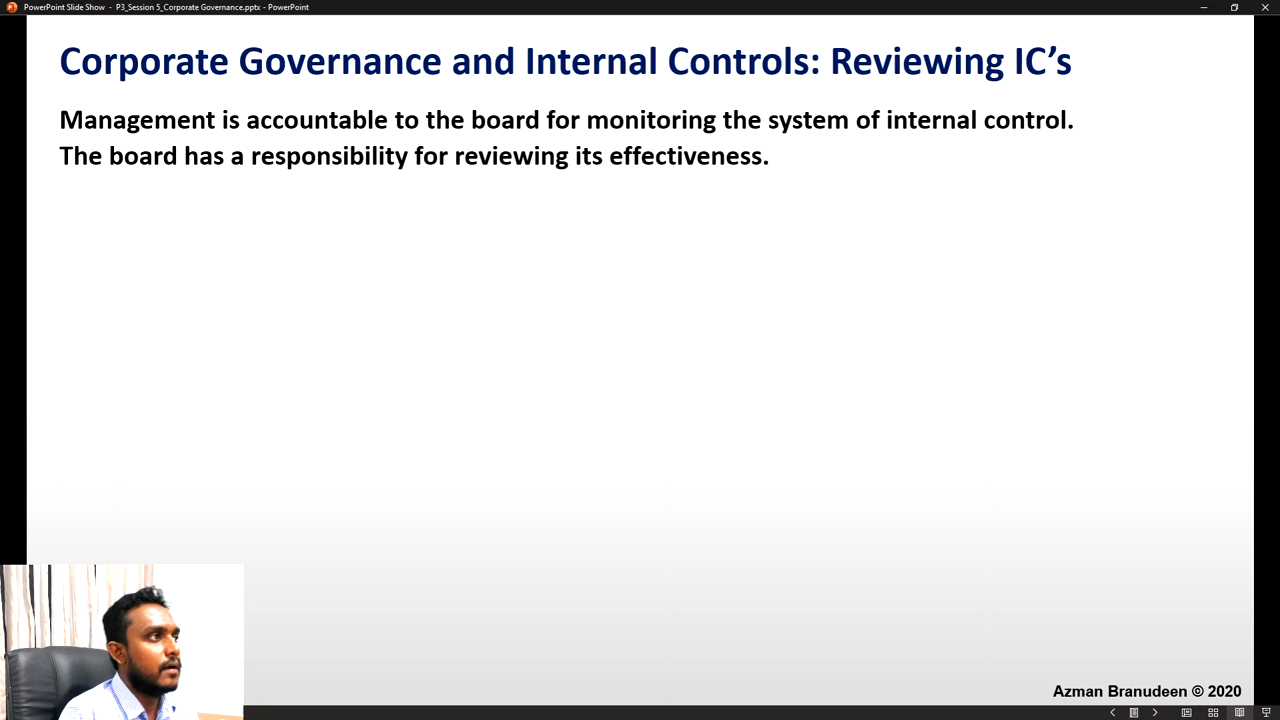 PowerPoint Slide Show - P3_Session 5_Corporate Governance.pptx - PowerPoint
Corporate Governance and Internal Controls: Reviewing IC’s
Management is accountable to the board for monitoring the system of internal control.
The board has a responsibility for reviewing its effectiveness.
Azman Branudeen © 2020